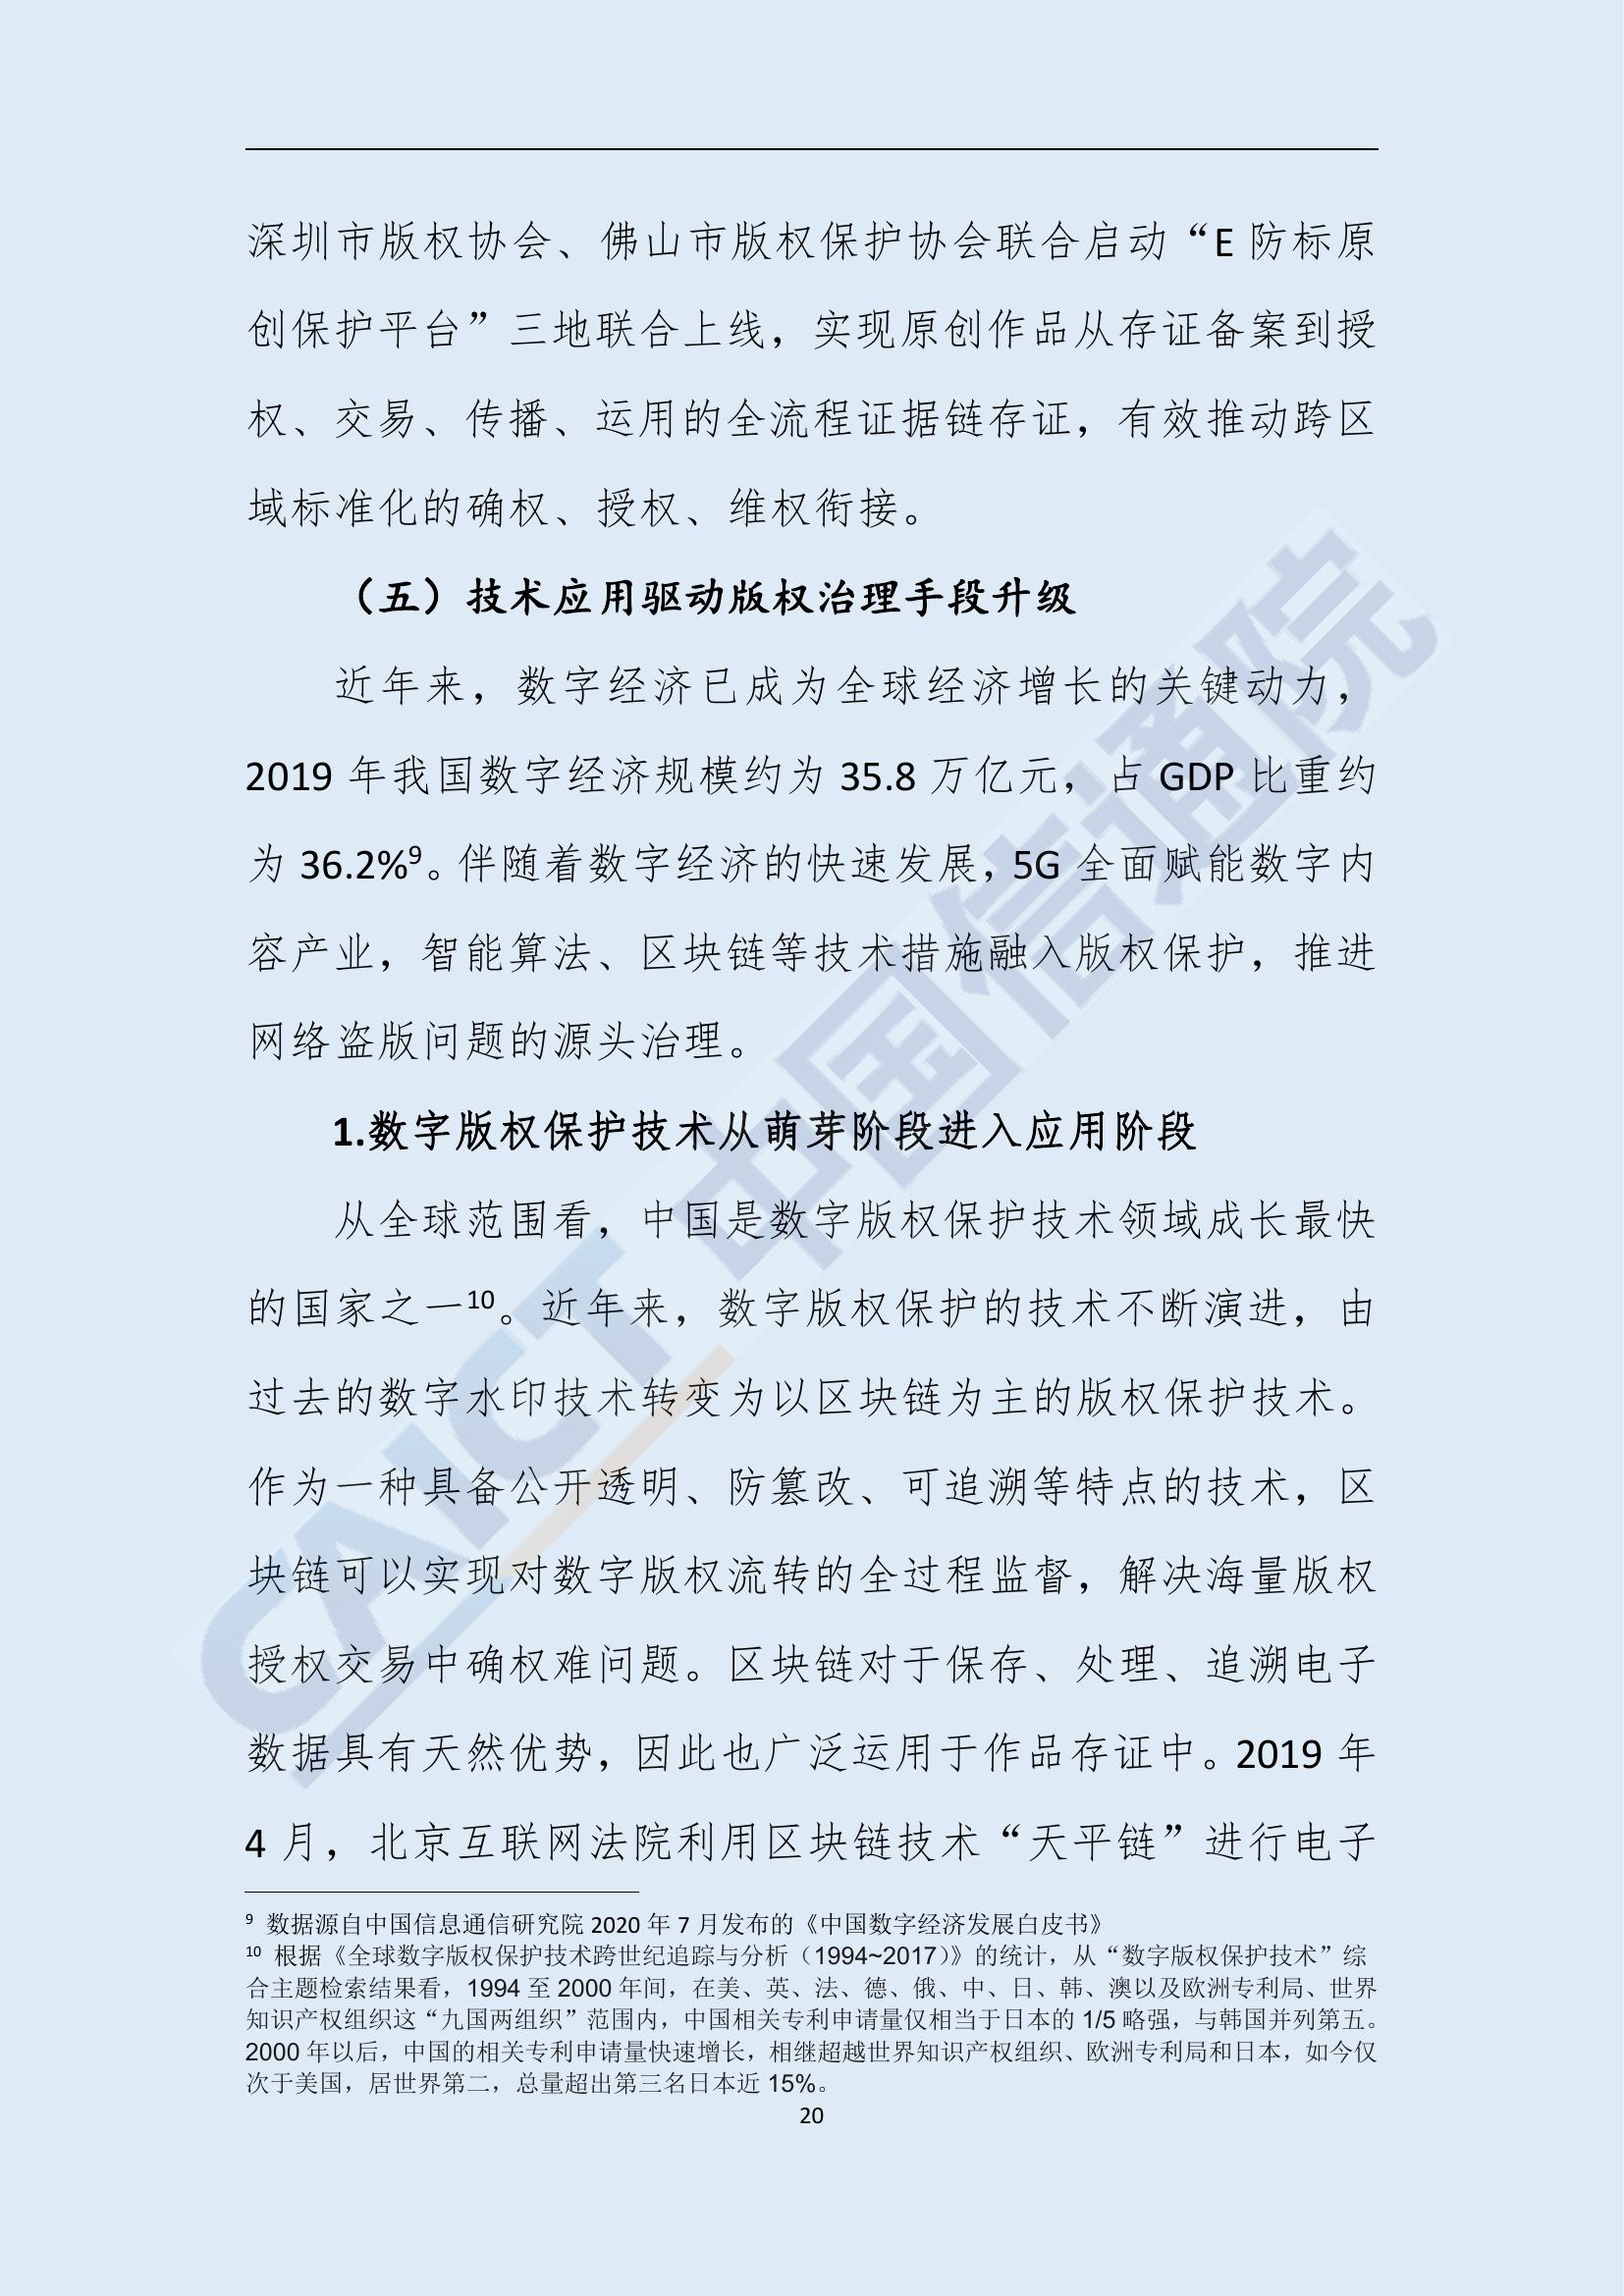 深圳市版权协会、佛山市版权保护协会联合启动“E 防标原
创保护平台”三地联合上线，实现原创作品从存证备案到授
权、交易、传播、运用的全流程证据链存证，有效推动跨区
域标准化的确权、授权、维权衔接。
（五）技术应用驱动版权治理手段升级
近年来，数字经济已成为全球经济增长的关键动力，
2019 年我国数字经济规模约为 35.8 万亿元，占 GDP 比重约
为 36.2%9。伴随着数字经济的快速发展，5G 全面赋能数字内
容产业，智能算法、区块链等技术措施融入版权保护，推进
网络盗版问题的源头治理。
1.数字版权保护技术从萌芽阶段进入应用阶段
从全球范围看，中国是数字版权保护技术领域成长最快
的国家之一10。近年来，数字版权保护的技术不断演进，由
过去的数字水印技术转变为以区块链为主的版权保护技术。
作为一种具备公开透明、防篡改、可追溯等特点的技术，区
块链可以实现对数字版权流转的全过程监督，解决海量版权
授权交易中确权难问题。区块链对于保存、处理、追溯电子
数据具有天然优势，因此也广泛运用于作品存证中。2019 年
4 月，北京互联网法院利用区块链技术“天平链”进行电子
9 数据源自中国信息通信研究院 2020 年 7 月发布的《中国数字经济发展白皮书》
10 根据《全球数字版权保护技术跨世纪追踪与分析（1994~2017）》的统计，从“数字版权保护技术”综
合主题检索结果看，1994 至 2000 年间，在美、英、法、德、俄、中、日、韩、澳以及欧洲专利局、世界
知识产权组织这“九国两组织”范围内，中国相关专利申请量仅相当于日本的 1/5 略强，与韩国并列第五。
2000 年以后，中国的相关专利申请量快速增长，相继超越世界知识产权组织、欧洲专利局和日本，如今仅
次于美国，居世界第二，总量超出第三名日本近 15%。
20
CAICT 中国信通院